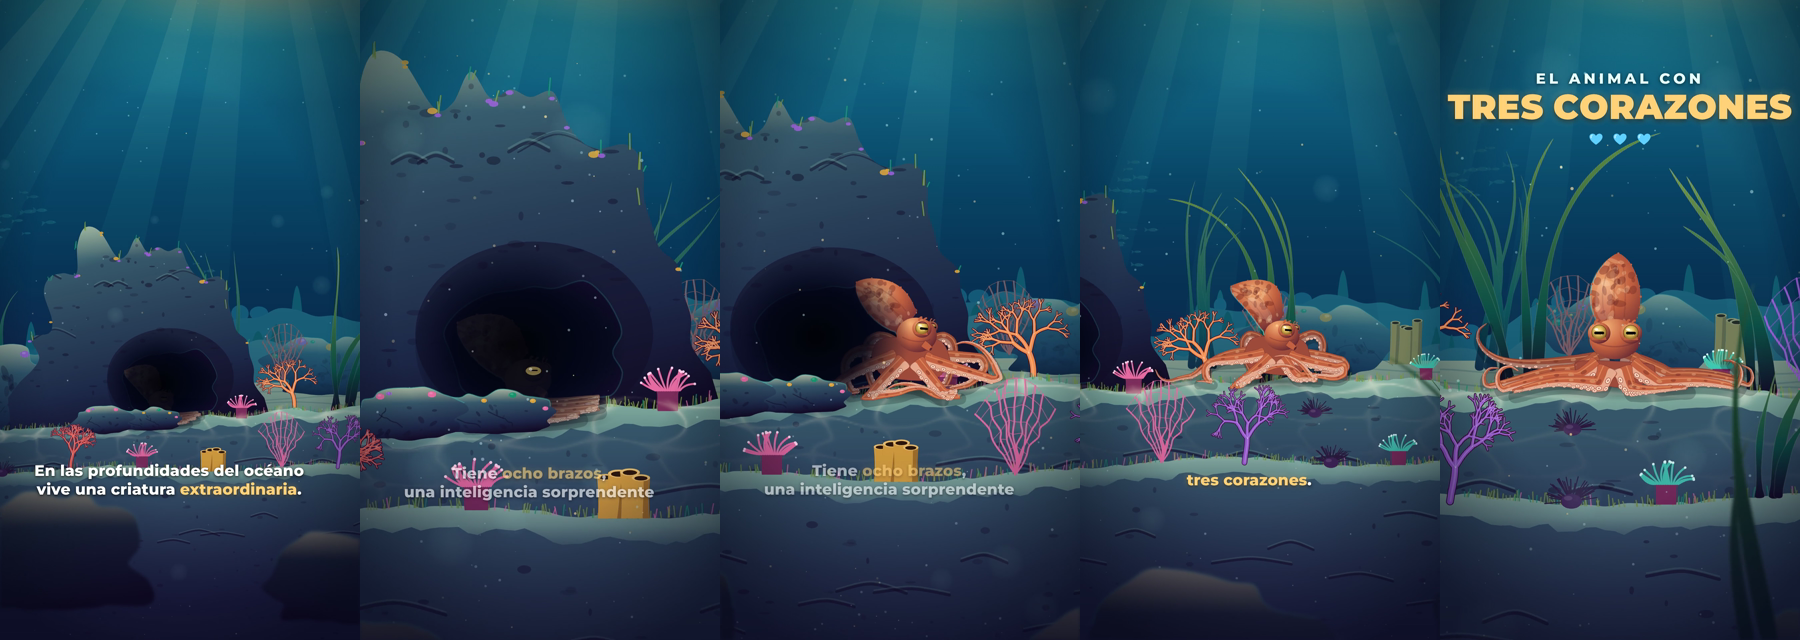 En las profundidades del océano
vive una criatura extraordinaria.
Tiene ocho brazos,
una inteligencia sorprendente
Tiene ocho brazos,
una inteligencia sorprendente
tres corazones.
EL ANIMAL CON
TRES CORAZONES